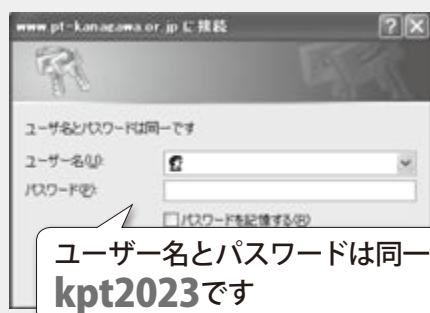 www.pt-kanagawa.or.jp に接続
ユーザ名とパスワードは同一です
ユーザー名(U):
パスワード(P):
パスワードを記憶する(R)
ユーザー名とパスワードは同一
kpt2023です